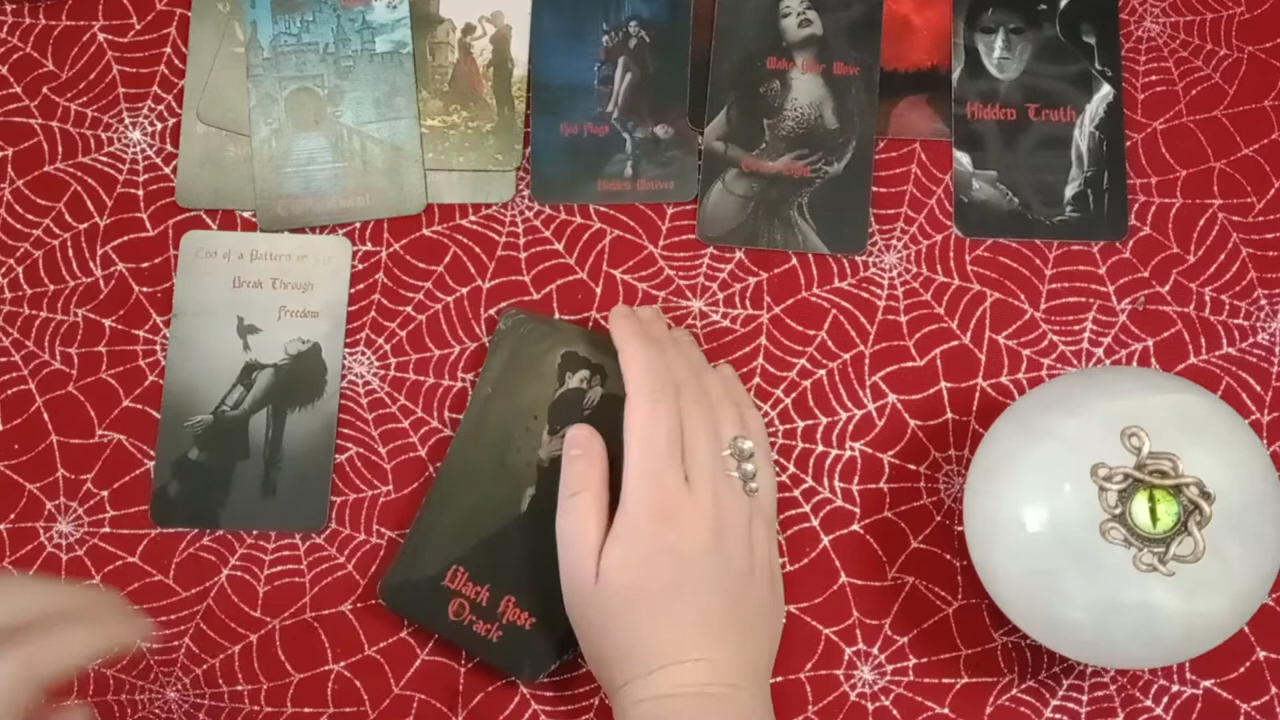 Make Your Move
Hidden Truth
Red Flags
Hidden Motives
End of a Pattern or
Break Through
Freedom
Black Rose
Oracle